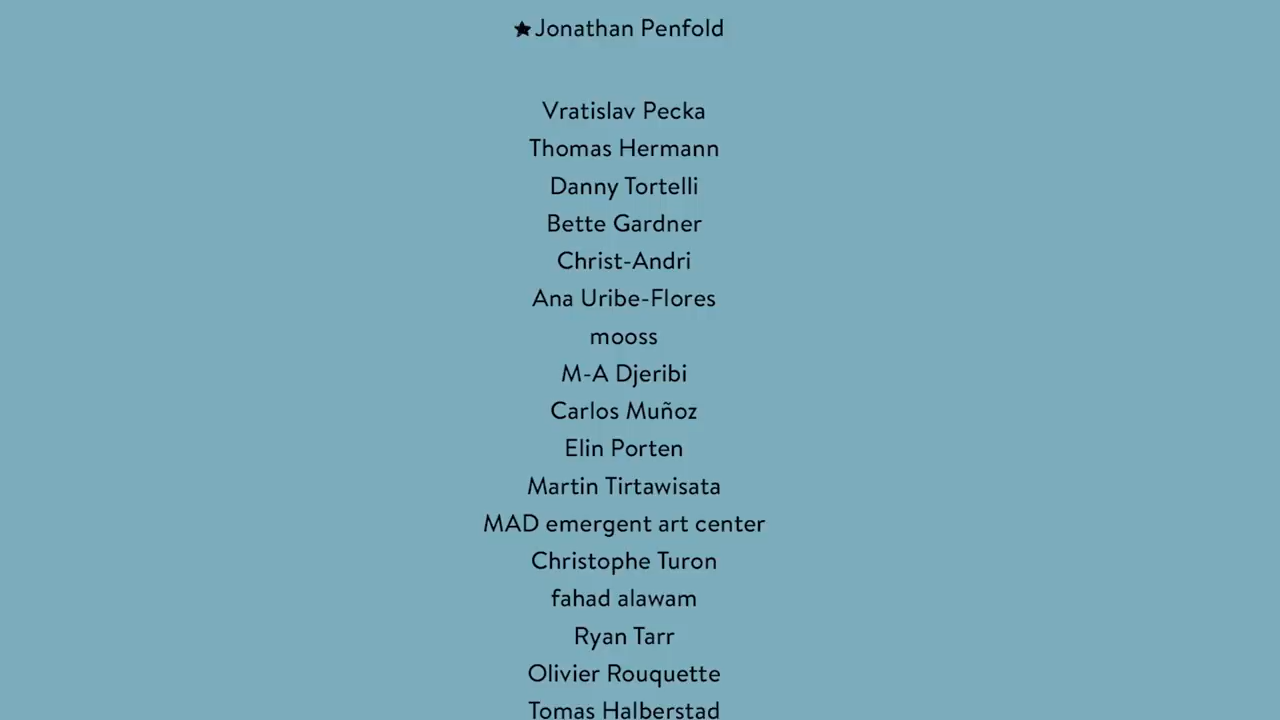 ★Jonathan Penfold
Vratislav Pecka
Thomas Hermann
Danny Tortelli
Bette Gardner
Christ-Andri
Ana Uribe-Flores
mooss
M-A Djeribi
Carlos Muñoz
Elin Porten
Martin Tirtawisata
MAD emergent art center
Christophe Turon
fahad alawam
Ryan Tarr
Olivier Rouquette
Tomas Halberstad